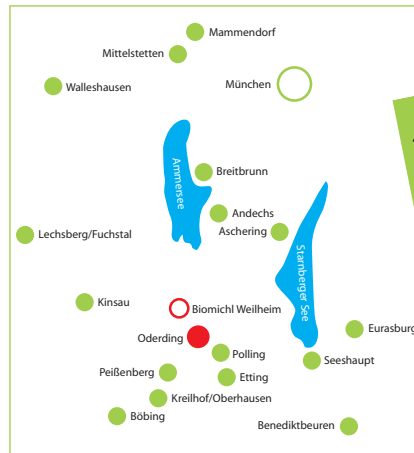 Mammendorf
Mittelstetten
München
Walleshausen
Ammersee
Breitbrunn
Andechs
Aschering
Lechsberg/Fuchstal
Starnberger See
Kinsau
Biomichl Weilheim
Eurasburg
Oderding
Polling
Seeshaupt
Peißenberg
Etting
Kreilhof/Oberhausen
Böbing
Benediktbeuren